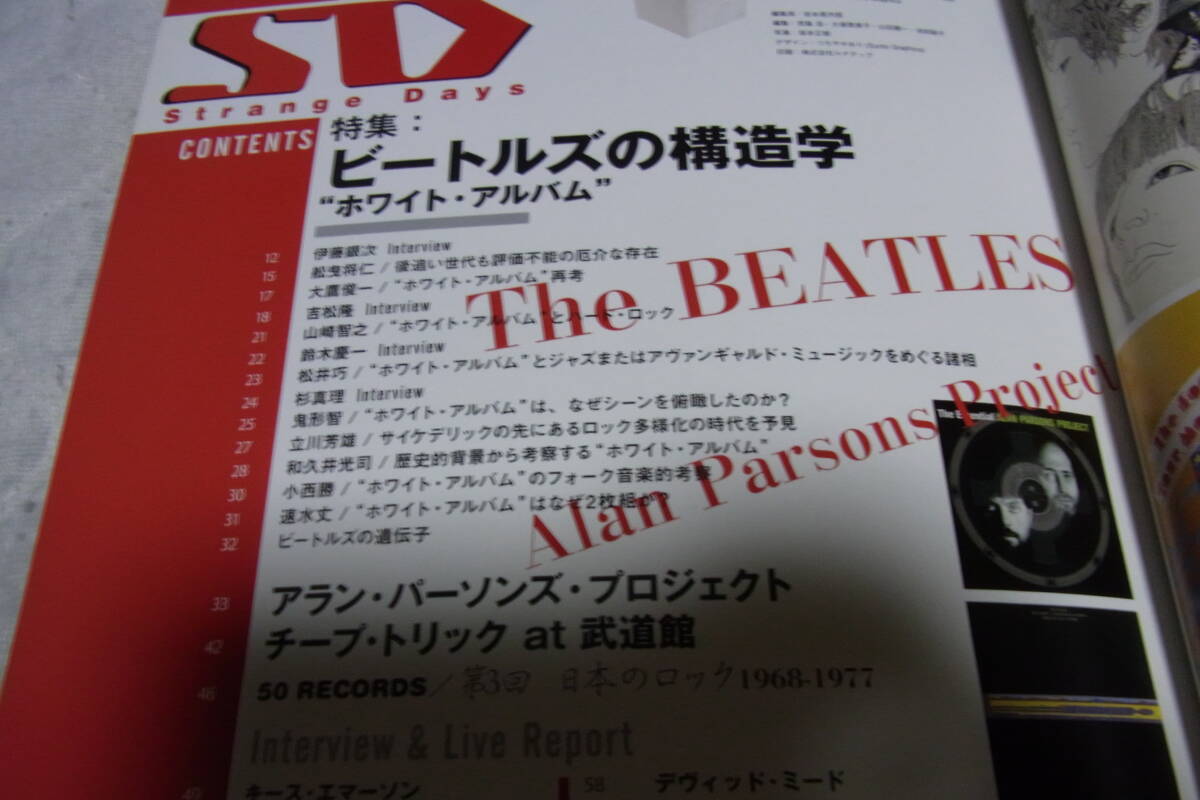 SD
Strange Days
CONTENTS
特集：
ビートルズの構造学
“ホワイト・アルバム”
The BEATLES
Alan Parsons Project
12 伊藤銀次 Interview
15 舩曳将仁 / 後追い世代も評価不能の厄介な存在
17 大鷹俊一 / “ホワイト・アルバム”再考
18 吉松隆 Interview
21 山崎智之 / “ホワイト・アルバム”とハード・ロック
22 鈴木慶一 Interview
23 松井巧 / “ホワイト・アルバム”とジャズまたはアヴァンギャルド・ミュージックをめぐる諸相
24 杉真理 Interview
25 鬼形智 / “ホワイト・アルバム”は、なぜシーンを俯瞰したのか？
27 立川芳雄 / サイケデリックの先にあるロック多様化の時代を予見
28 和久井光司 / 歴史的背景から考察する“ホワイト・アルバム”
30 小西勝 / “ホワイト・アルバム”のフォーク音楽的考察
31 速水丈 / “ホワイト・アルバム”はなぜ2枚組か？
32 ビートルズの遺伝子
33 アラン・パーソンズ・プロジェクト
42 チープ・トリック at 武道館
46 50 RECORDS / 第3回 日本のロック 1968-1977
Interview & Live Report
49 キース・エマーソン
58 デヴィッド・ミード
The Essential ALAN PARSONS PROJECT